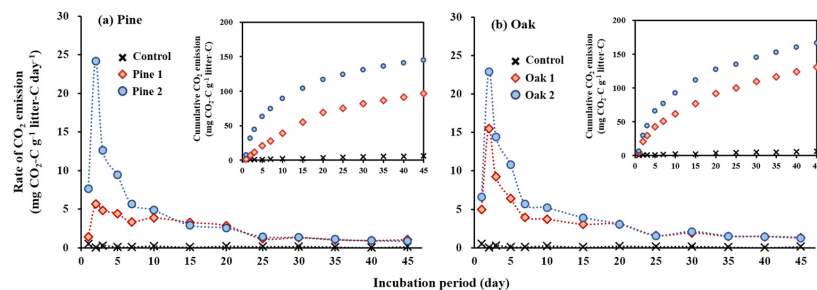 (a) Pine
Control
Pine 1
Pine 2
Rate of CO2 emission
(mg CO2-C g-1 litter-C day-1)
30
25
20
15
10
5
0
0 5 10 15 20 25 30 35 40 45
Cumulative CO2 emission
(mg CO2-C g-1 litter-C)
200
150
100
50
0
0 5 10 15 20 25 30 35 40 45
(b) Oak
Control
Oak 1
Oak 2
30
25
20
15
10
5
0
0 5 10 15 20 25 30 35 40 45
Cumulative CO2 emission
(mg CO2-C g-1 litter-C)
200
150
100
50
0
0 5 10 15 20 25 30 35 40 45
Incubation period (day)